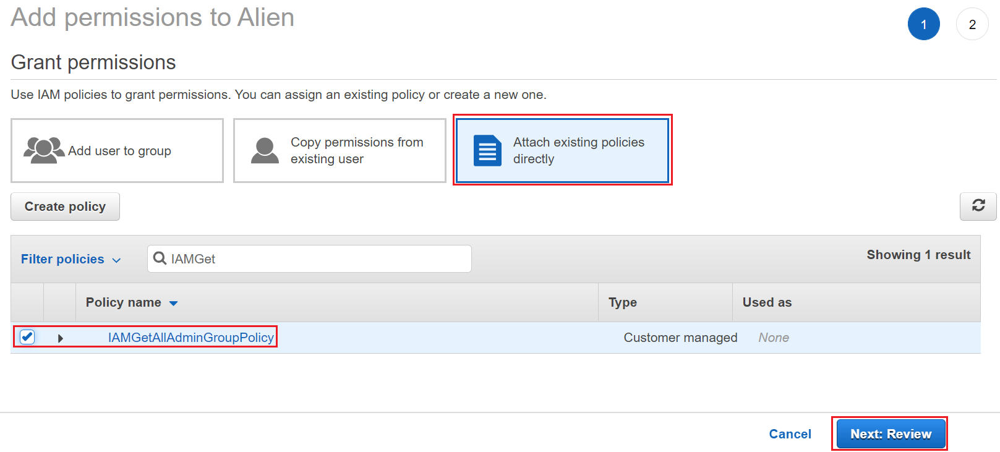 Add permissions to Alien
1
2
Grant permissions
Use IAM policies to grant permissions. You can assign an existing policy or create a new one.
Add user to group
Copy permissions from
existing user
Attach existing policies
directly
Create policy
Filter policies
IAMGet
Showing 1 result
Policy name
Type
Used as
IAMGetAllAdminGroupPolicy
Customer managed
None
Cancel
Next: Review